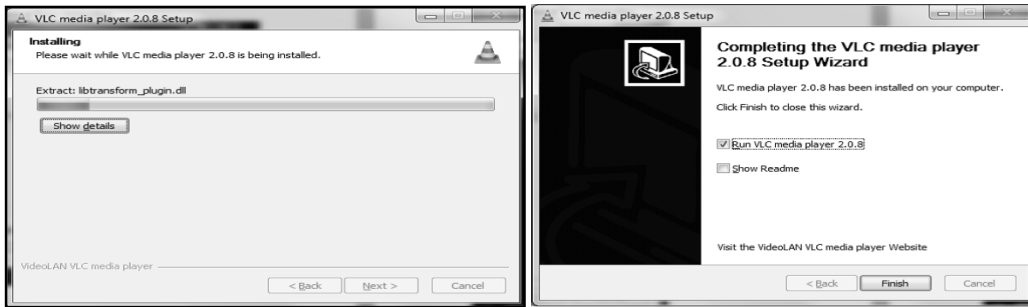 VLC media player 2.0.8 Setup
Installing
Please wait while VLC media player 2.0.8 is being installed.
Extract: libtransform_plugin.dll
Show details
VideoLAN VLC media player
< Back
Next >
Cancel
VLC media player 2.0.8 Setup
Completing the VLC media player
2.0.8 Setup Wizard
VLC media player 2.0.8 has been installed on your computer.
Click Finish to close this wizard.
Run VLC media player 2.0.8
Show Readme
Visit the VideoLAN VLC media player Website
< Back
Finish
Cancel